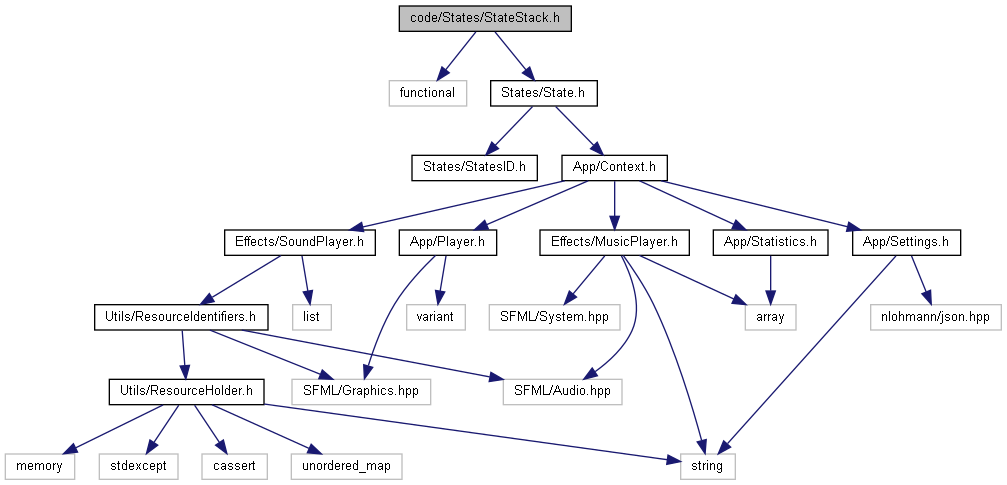 code/States/StateStack.h
functional
States/State.h
States/StatesID.h
App/Context.h
Effects/SoundPlayer.h
App/Player.h
Effects/MusicPlayer.h
App/Statistics.h
App/Settings.h
Utils/ResourceIdentifiers.h
list
variant
SFML/System.hpp
array
nlohmann/json.hpp
Utils/ResourceHolder.h
SFML/Graphics.hpp
SFML/Audio.hpp
memory
stdexcept
cassert
unordered_map
string